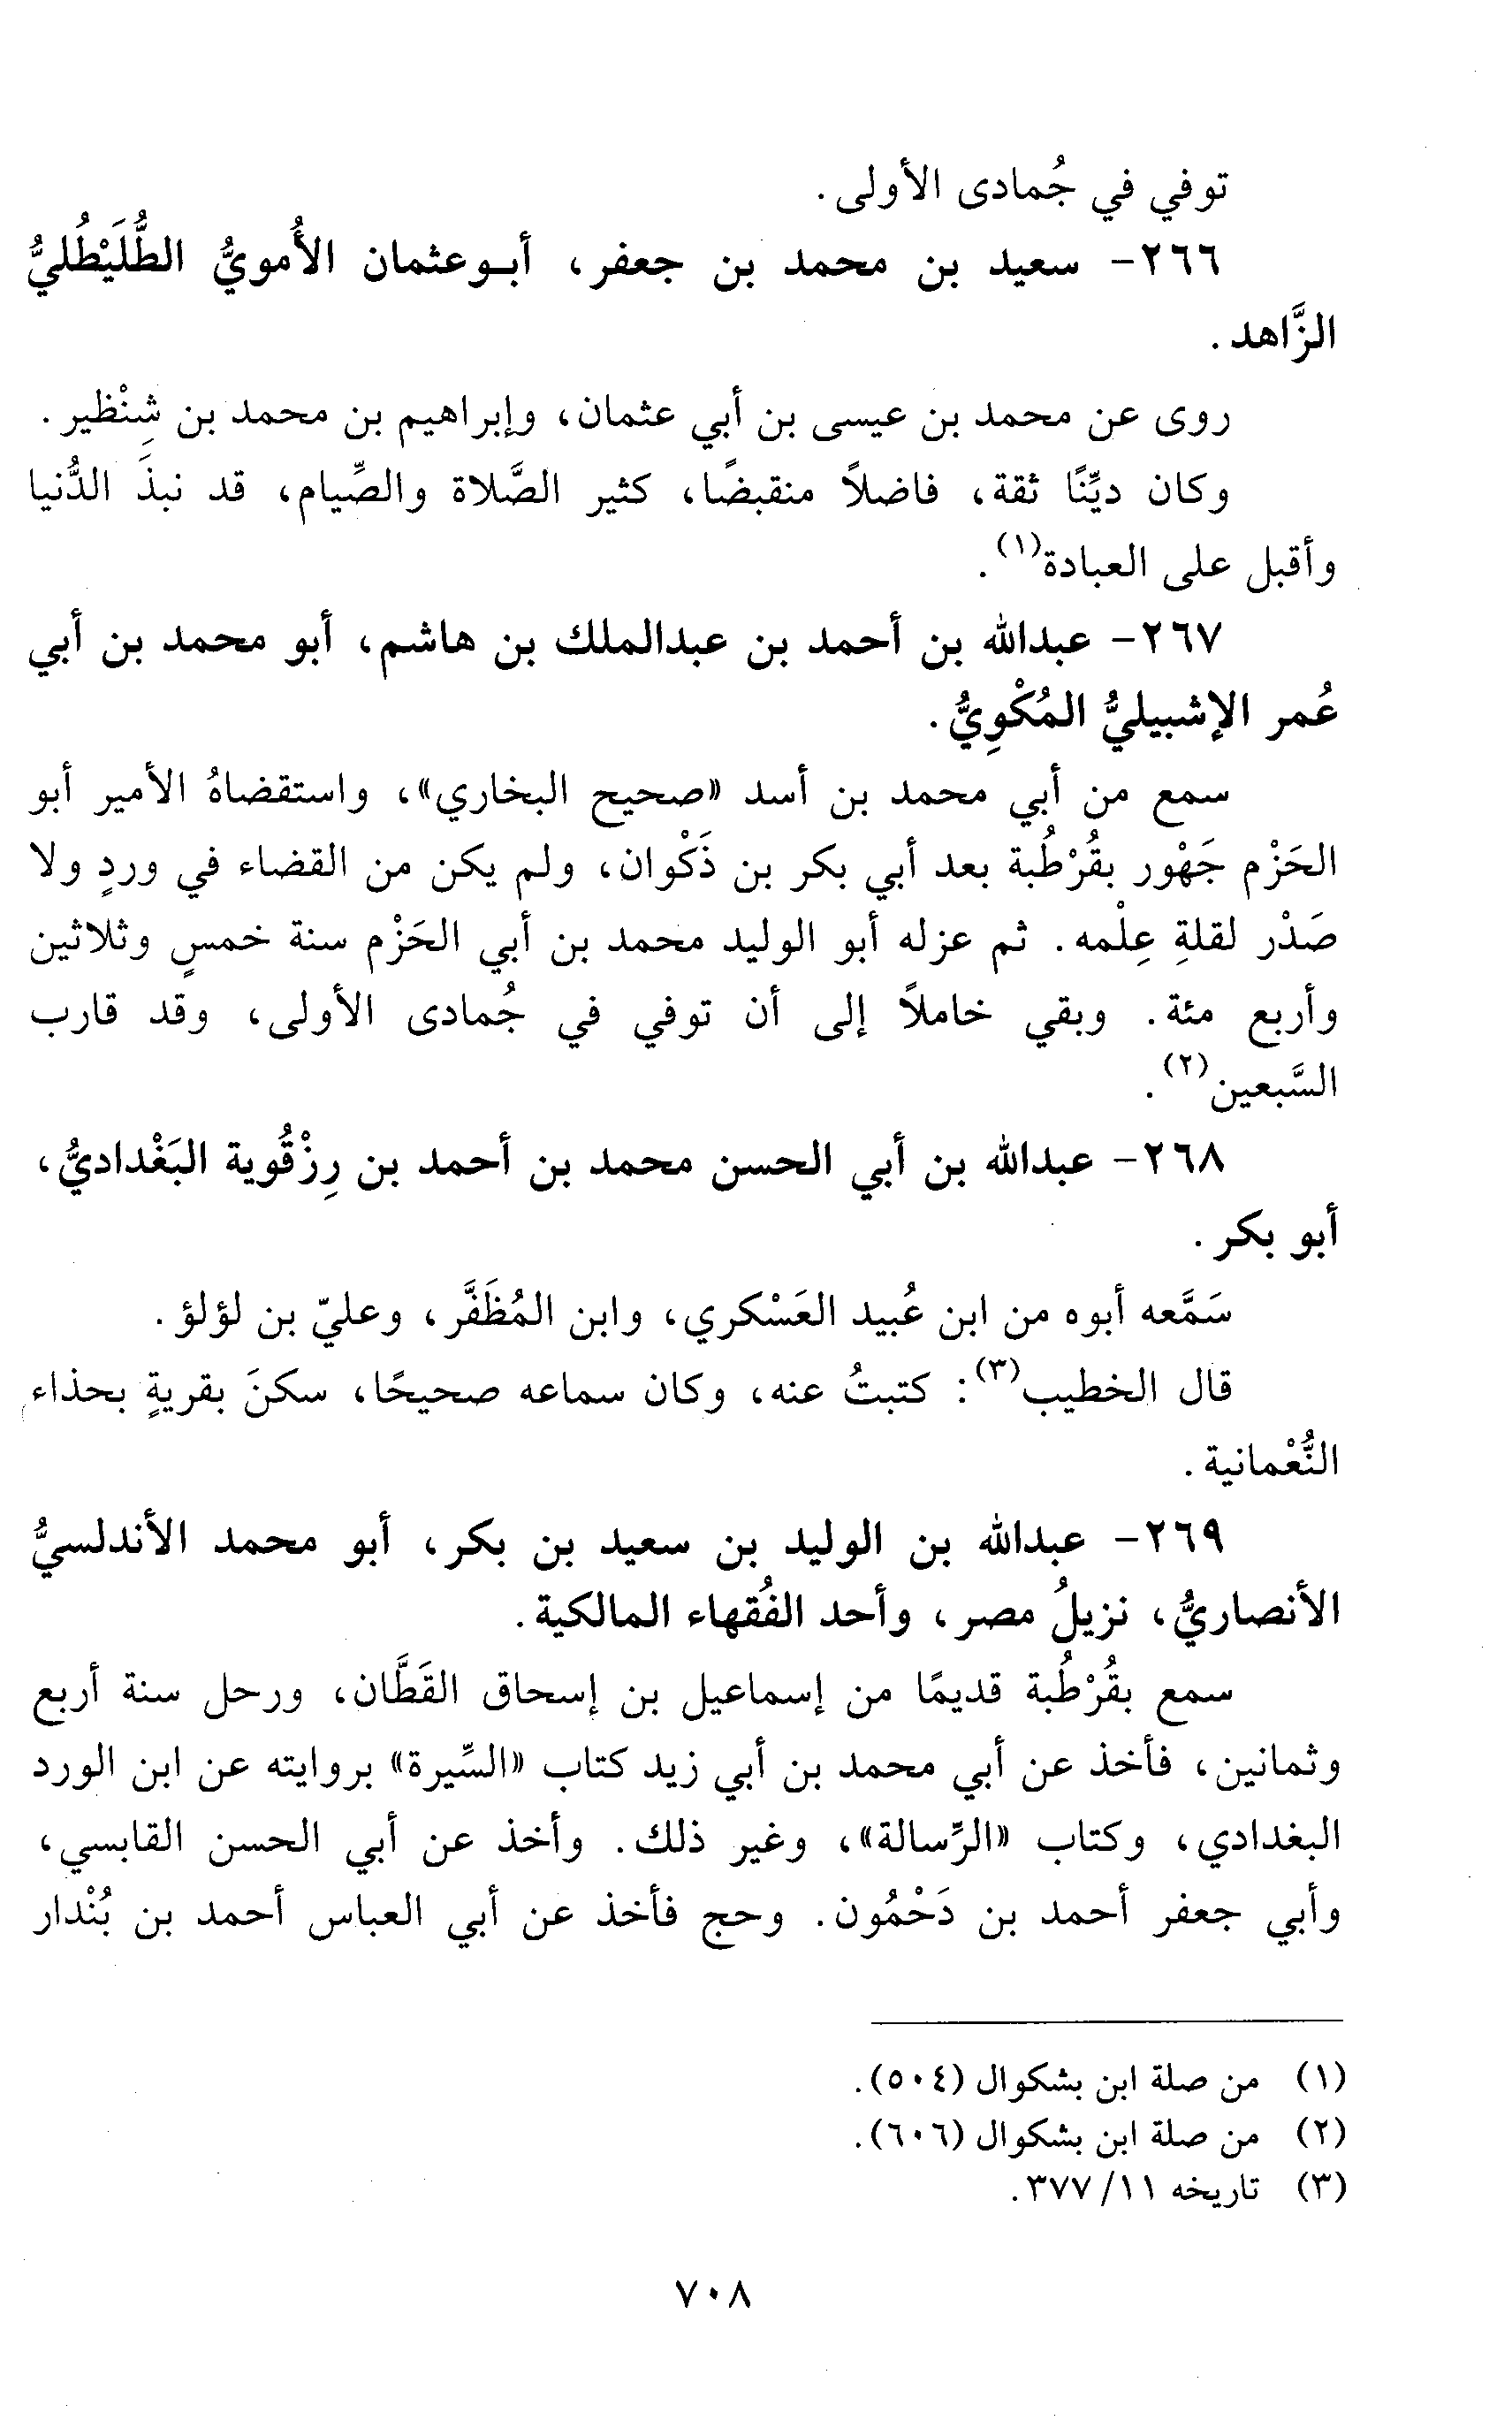 توفي في جُمادى الأولى.
٢٦٦- سعيد بن محمد بن جعفر، أبوعثمان الأُمويُّ الطُّلَيْطُليُّ
الزَّاهد.
روى عن محمد بن عيسى بن أبي عثمان، وإبراهيم بن محمد بن شِنْظير.
وكان ديِّنًا ثقة، فاضلاً منقبضًا، كثير الصَّلاة والصِّيام، قد نبذَ الدُّنيا
وأقبل على العبادة(١).
٢٦٧- عبدالله بن أحمد بن عبدالملك بن هاشم، أبو محمد بن أبي
عُمر الإشبيليُّ المُكْوِيُّ.
سمع من أبي محمد بن أسد «صحيح البخاري»، واستقضاهُ الأمير أبو
الحَزْم جَهْور بقُرْطُبة بعد أبي بكر بن ذَكْوان، ولم يكن من القضاء في وردٍ ولا
صَدْر لقلةِ عِلْمه. ثم عزله أبو الوليد محمد بن أبي الحَزْم سنة خمسٍ وثلاثين
وأربع مئة. وبقي خاملاً إلى أن توفي في جُمادى الأولى، وقد قارب
السَّبعين(٢).
٢٦٨- عبدالله بن أبي الحسن محمد بن أحمد بن رِزْقُوية البَغْداديُّ،
أبو بكر.
سَمَّعه أبوه من ابن عُبيد العَسْكري، وابن المُظَفَّر، وعليّ بن لؤلؤ.
قال الخطيب(٣): كتبتُ عنه، وكان سماعه صحيحًا، سكنَ بقريةٍ بحذاء
النُّعْمانية.
٢٦٩- عبدالله بن الوليد بن سعيد بن بكر، أبو محمد الأندلسيُّ
الأنصاريُّ، نزيلُ مصر، وأحد الفُقهاء المالكية.
سمع بقُرْطُبة قديمًا من إسماعيل بن إسحاق القَطَّان، ورحل سنة أربع
وثمانين، فأخذ عن أبي محمد بن أبي زيد كتاب «السِّيرة» بروايته عن ابن الورد
البغدادي، وكتاب «الرِّسالة»، وغير ذلك. وأخذ عن أبي الحسن القابسي،
وأبي جعفر أحمد بن دَحْمُون. وحج فأخذ عن أبي العباس أحمد بن بُنْدار
(١) من صلة ابن بشكوال (٥٠٤).
(٢) من صلة ابن بشكوال (٦٠٦).
(٣) تاريخه ١١/ ٣٧٧.
٧٠٨